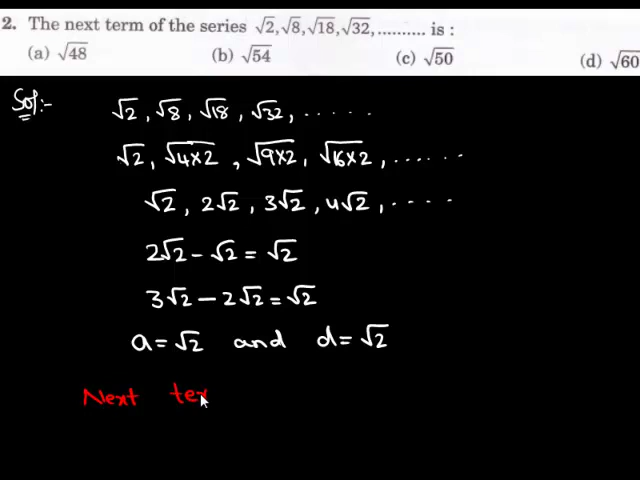 2. The next term of the series √2, √8, √18, √32, .......... is :
(a) √48 (b) √54 (c) √50 (d) √60
Sol:-
√2, √8, √18, √32, ......
√2, √4×2, √9×2, √16×2, ......
√2, 2√2, 3√2, 4√2, ....
2√2 - √2 = √2
3√2 - 2√2 = √2
a = √2 and d = √2
Next ter